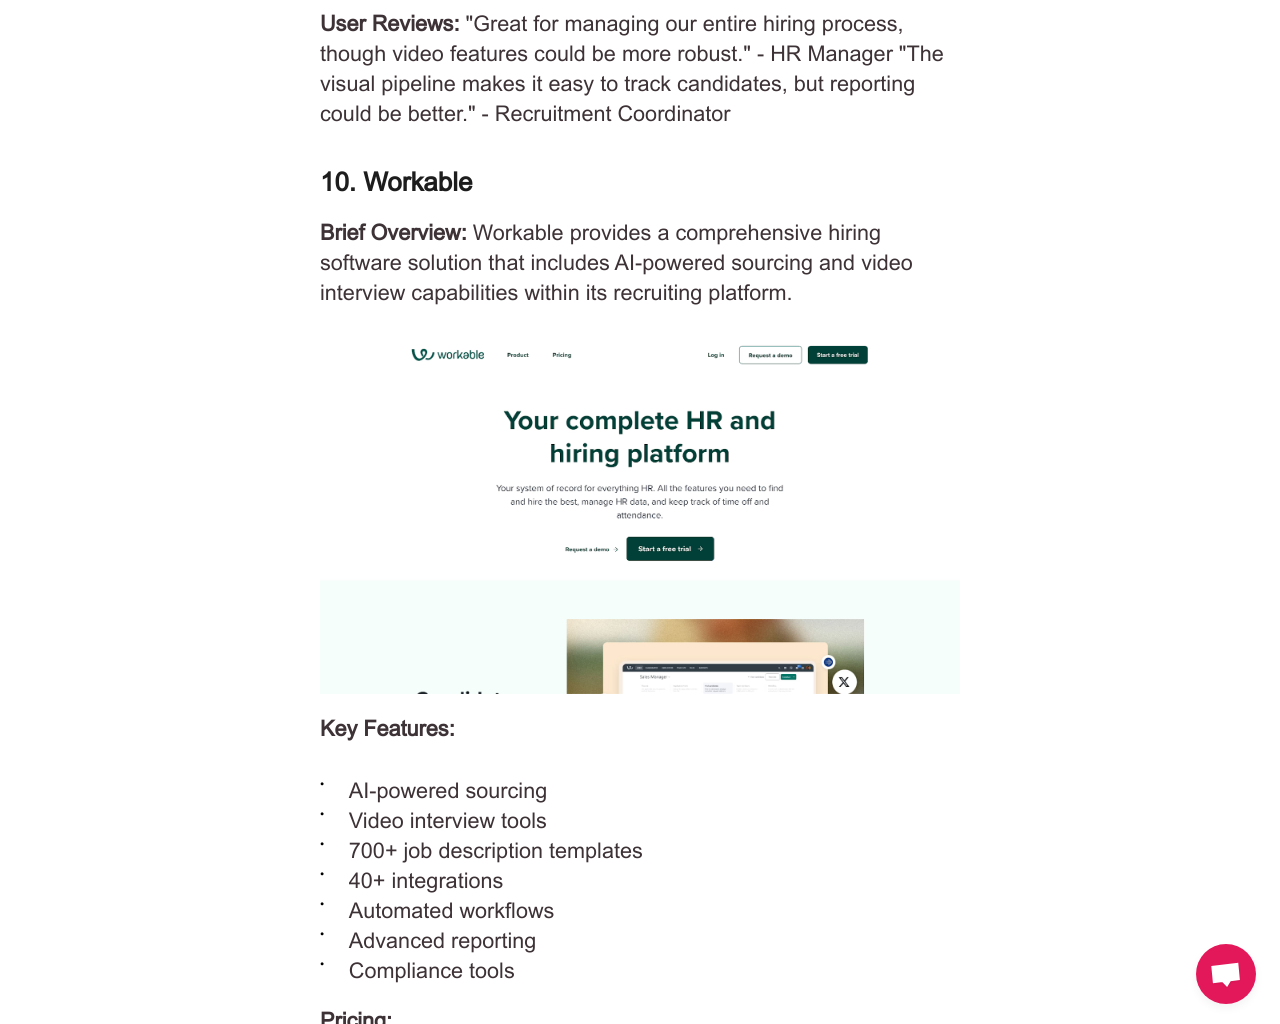 User Reviews: "Great for managing our entire hiring process,
though video features could be more robust." - HR Manager "The
visual pipeline makes it easy to track candidates, but reporting
could be better." - Recruitment Coordinator
10. Workable
Brief Overview: Workable provides a comprehensive hiring
software solution that includes AI-powered sourcing and video
interview capabilities within its recruiting platform.
workable Product Pricing Log in Request a demo Start a free trial
Your complete HR and
hiring platform
Your system of record for everything HR. All the features you need to find
and hire the best, manage HR data, and keep track of time off and
attendance.
Request a demo > Start a free trial →
Sales Manager
Key Features:
· AI-powered sourcing
· Video interview tools
· 700+ job description templates
· 40+ integrations
· Automated workflows
· Advanced reporting
· Compliance tools
Pricing: